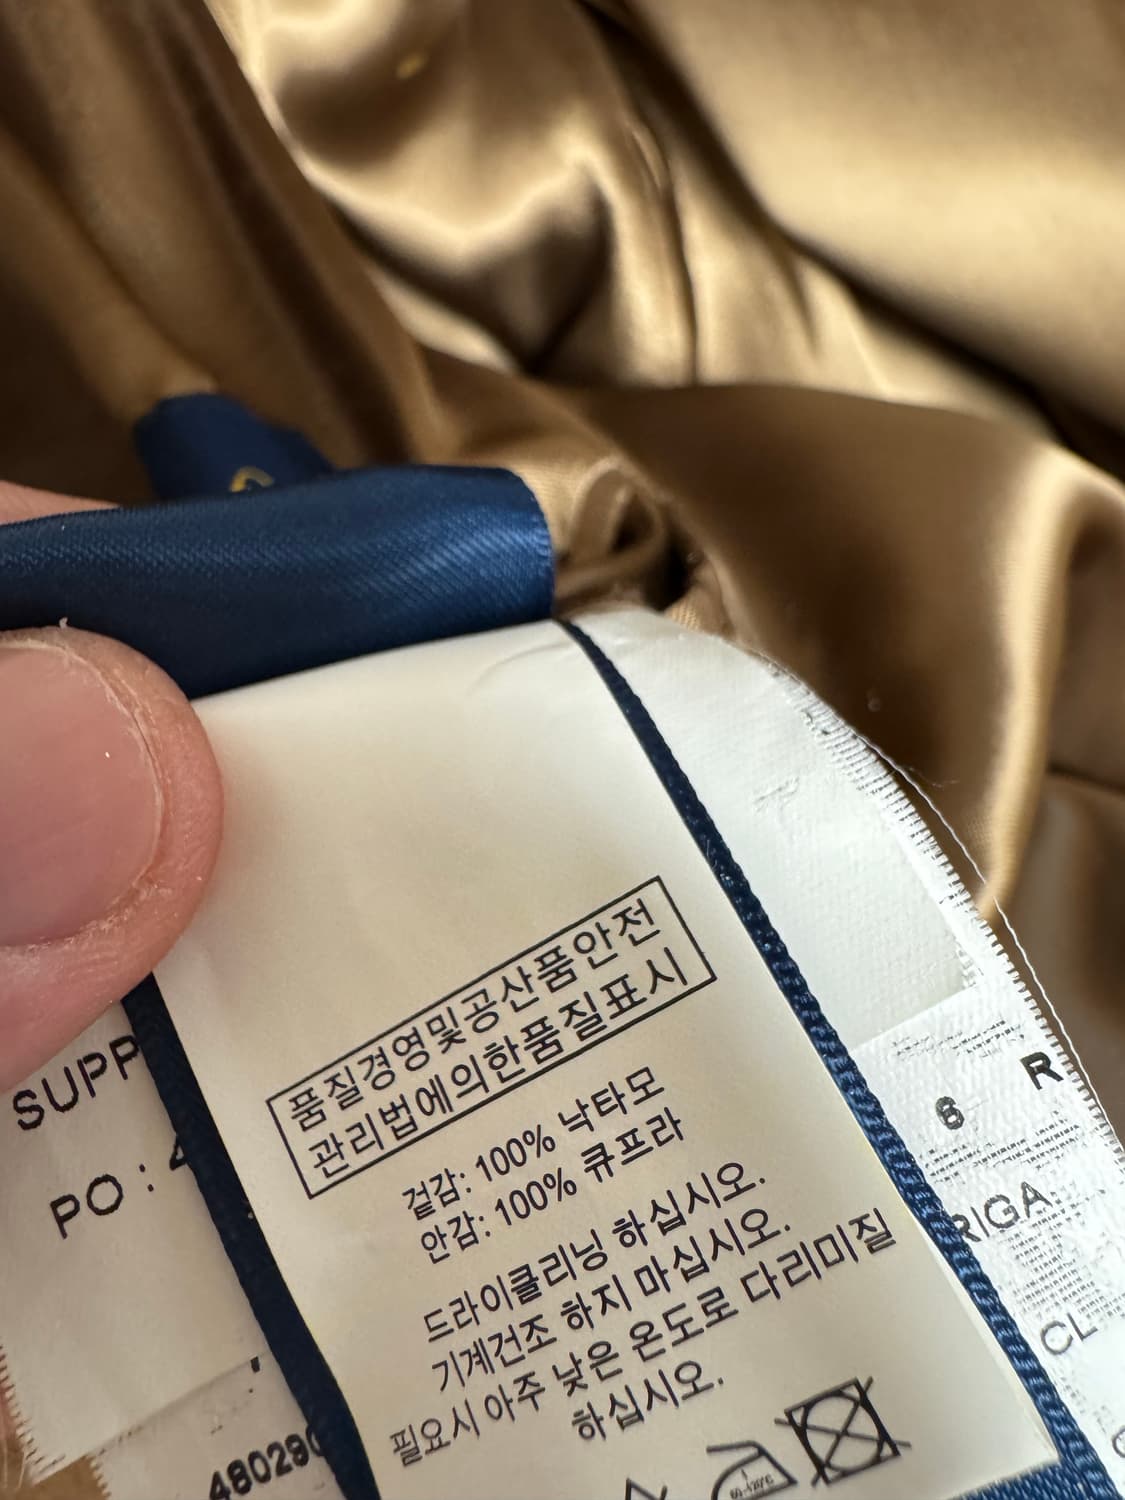 품질경영및공산품안전
관리법에의한품질표시
겉감: 100% 낙타모
안감: 100% 큐프라
드라이클리닝 하십시오.
기계건조 하지 마십시오.
필요시 아주 낮은 온도로 다리미질
하십시오.
SUPP
PO :
6 R
RIGA
CL